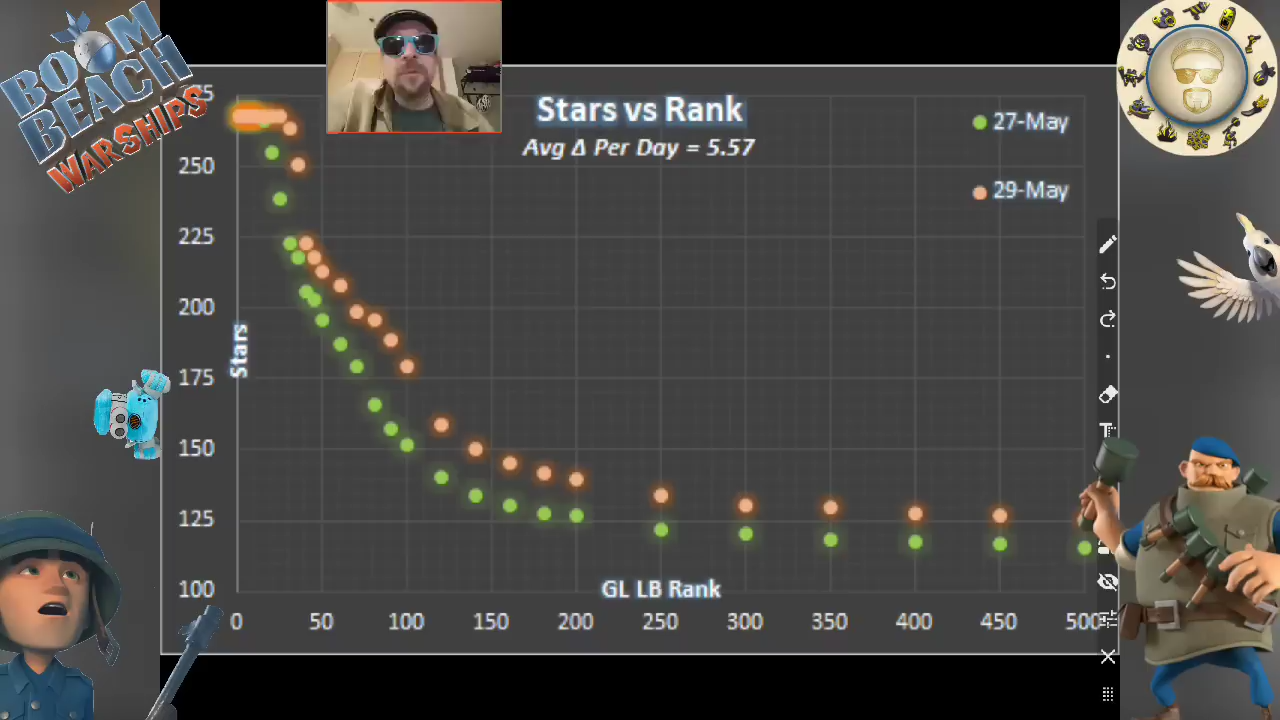 BOOM
BEACH
WARSHIPS
Stars vs Rank
Avg Δ Per Day = 5.57
27-May
29-May
250
225
200
175
150
125
100
Stars
GL LB Rank
0 50 100 150 200 250 300 350 400 450 500